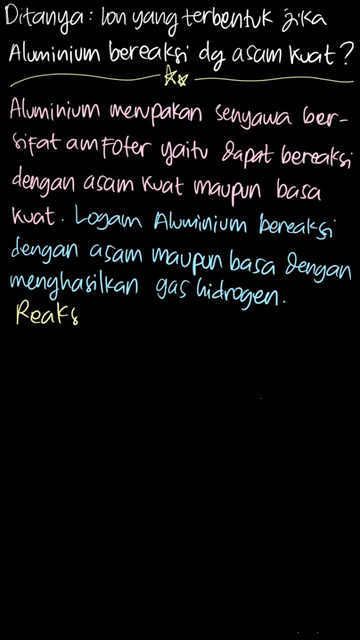 Ditanya : Ion yang terbentuk jika
Aluminium bereaksi dg asam kuat ?
Aluminium merupakan senyawa ber-
sifat amfoter yaitu dapat bereaksi
dengan asam kuat maupun basa
kuat. Logam Aluminium bereaksi
dengan asam maupun basa dengan
menghasilkan gas hidrogen.
Reaks